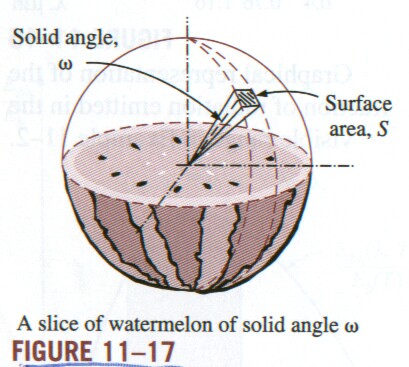 Solid angle,
ω
Surface
area, S
A slice of watermelon of solid angle ω
FIGURE 11–17